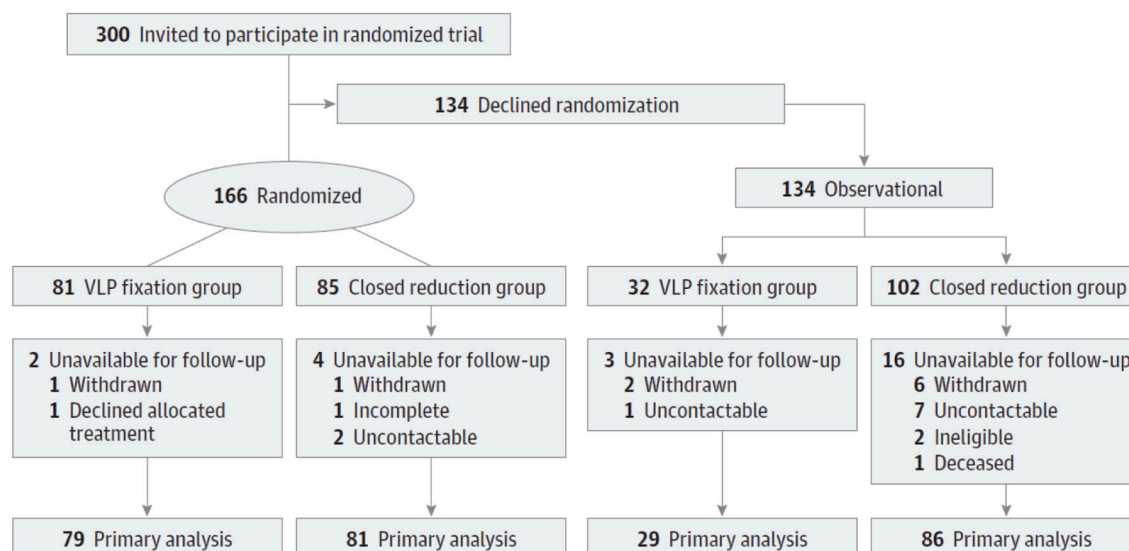 300 Invited to participate in randomized trial
134 Declined randomization
166 Randomized
134 Observational
81 VLP fixation group
85 Closed reduction group
32 VLP fixation group
102 Closed reduction group
2 Unavailable for follow-up
1 Withdrawn
1 Declined allocated
treatment
4 Unavailable for follow-up
1 Withdrawn
1 Incomplete
2 Uncontactable
3 Unavailable for follow-up
2 Withdrawn
1 Uncontactable
16 Unavailable for follow-up
6 Withdrawn
7 Uncontactable
2 Ineligible
1 Deceased
79 Primary analysis
81 Primary analysis
29 Primary analysis
86 Primary analysis